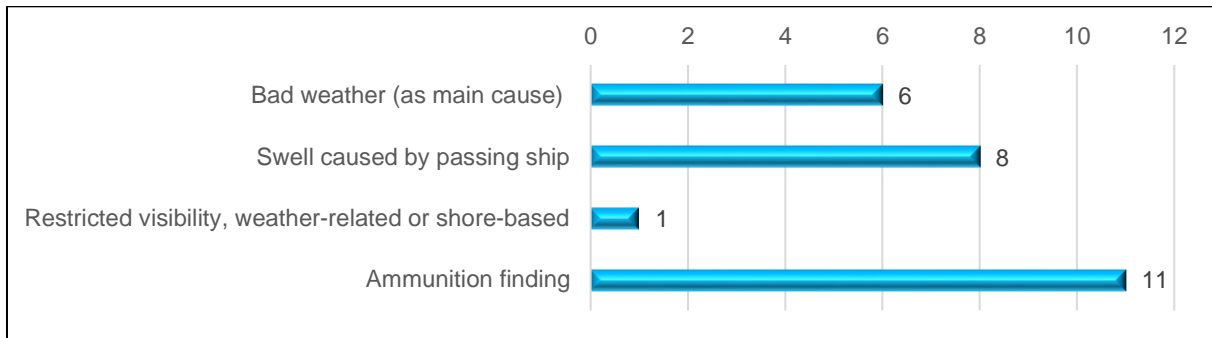 0 2 4 6 8 10 12
Bad weather (as main cause) 6
Swell caused by passing ship 8
Restricted visibility, weather-related or shore-based 1
Ammunition finding 11